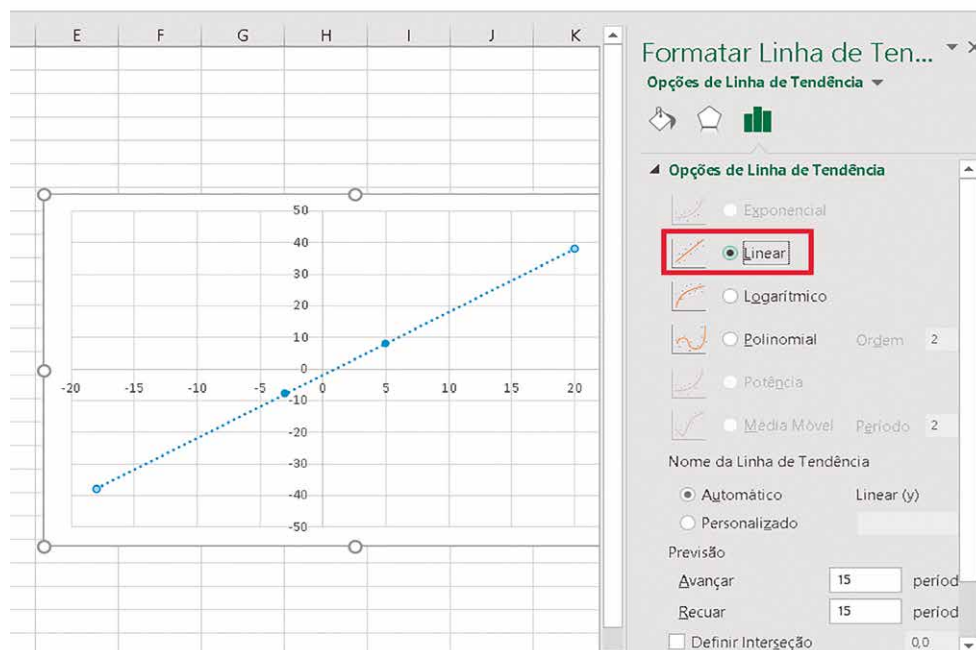 E F G H I J K
Formatar Linha de Ten...
Opções de Linha de Tendência
Opções de Linha de Tendência
Exponencial
Linear
Logarítmico
Polinomial Ordem 2
Potência
Média Móvel Período 2
Nome da Linha de Tendência
Automático Linear (y)
Personalizado
Previsão
Avançar 15 períod
Recuar 15 períod
Definir Interseção 0,0
50
40
30
20
10
0
-20 -15 -10 -5 0 5 10 15 20
-10
-20
-30
-40
-50